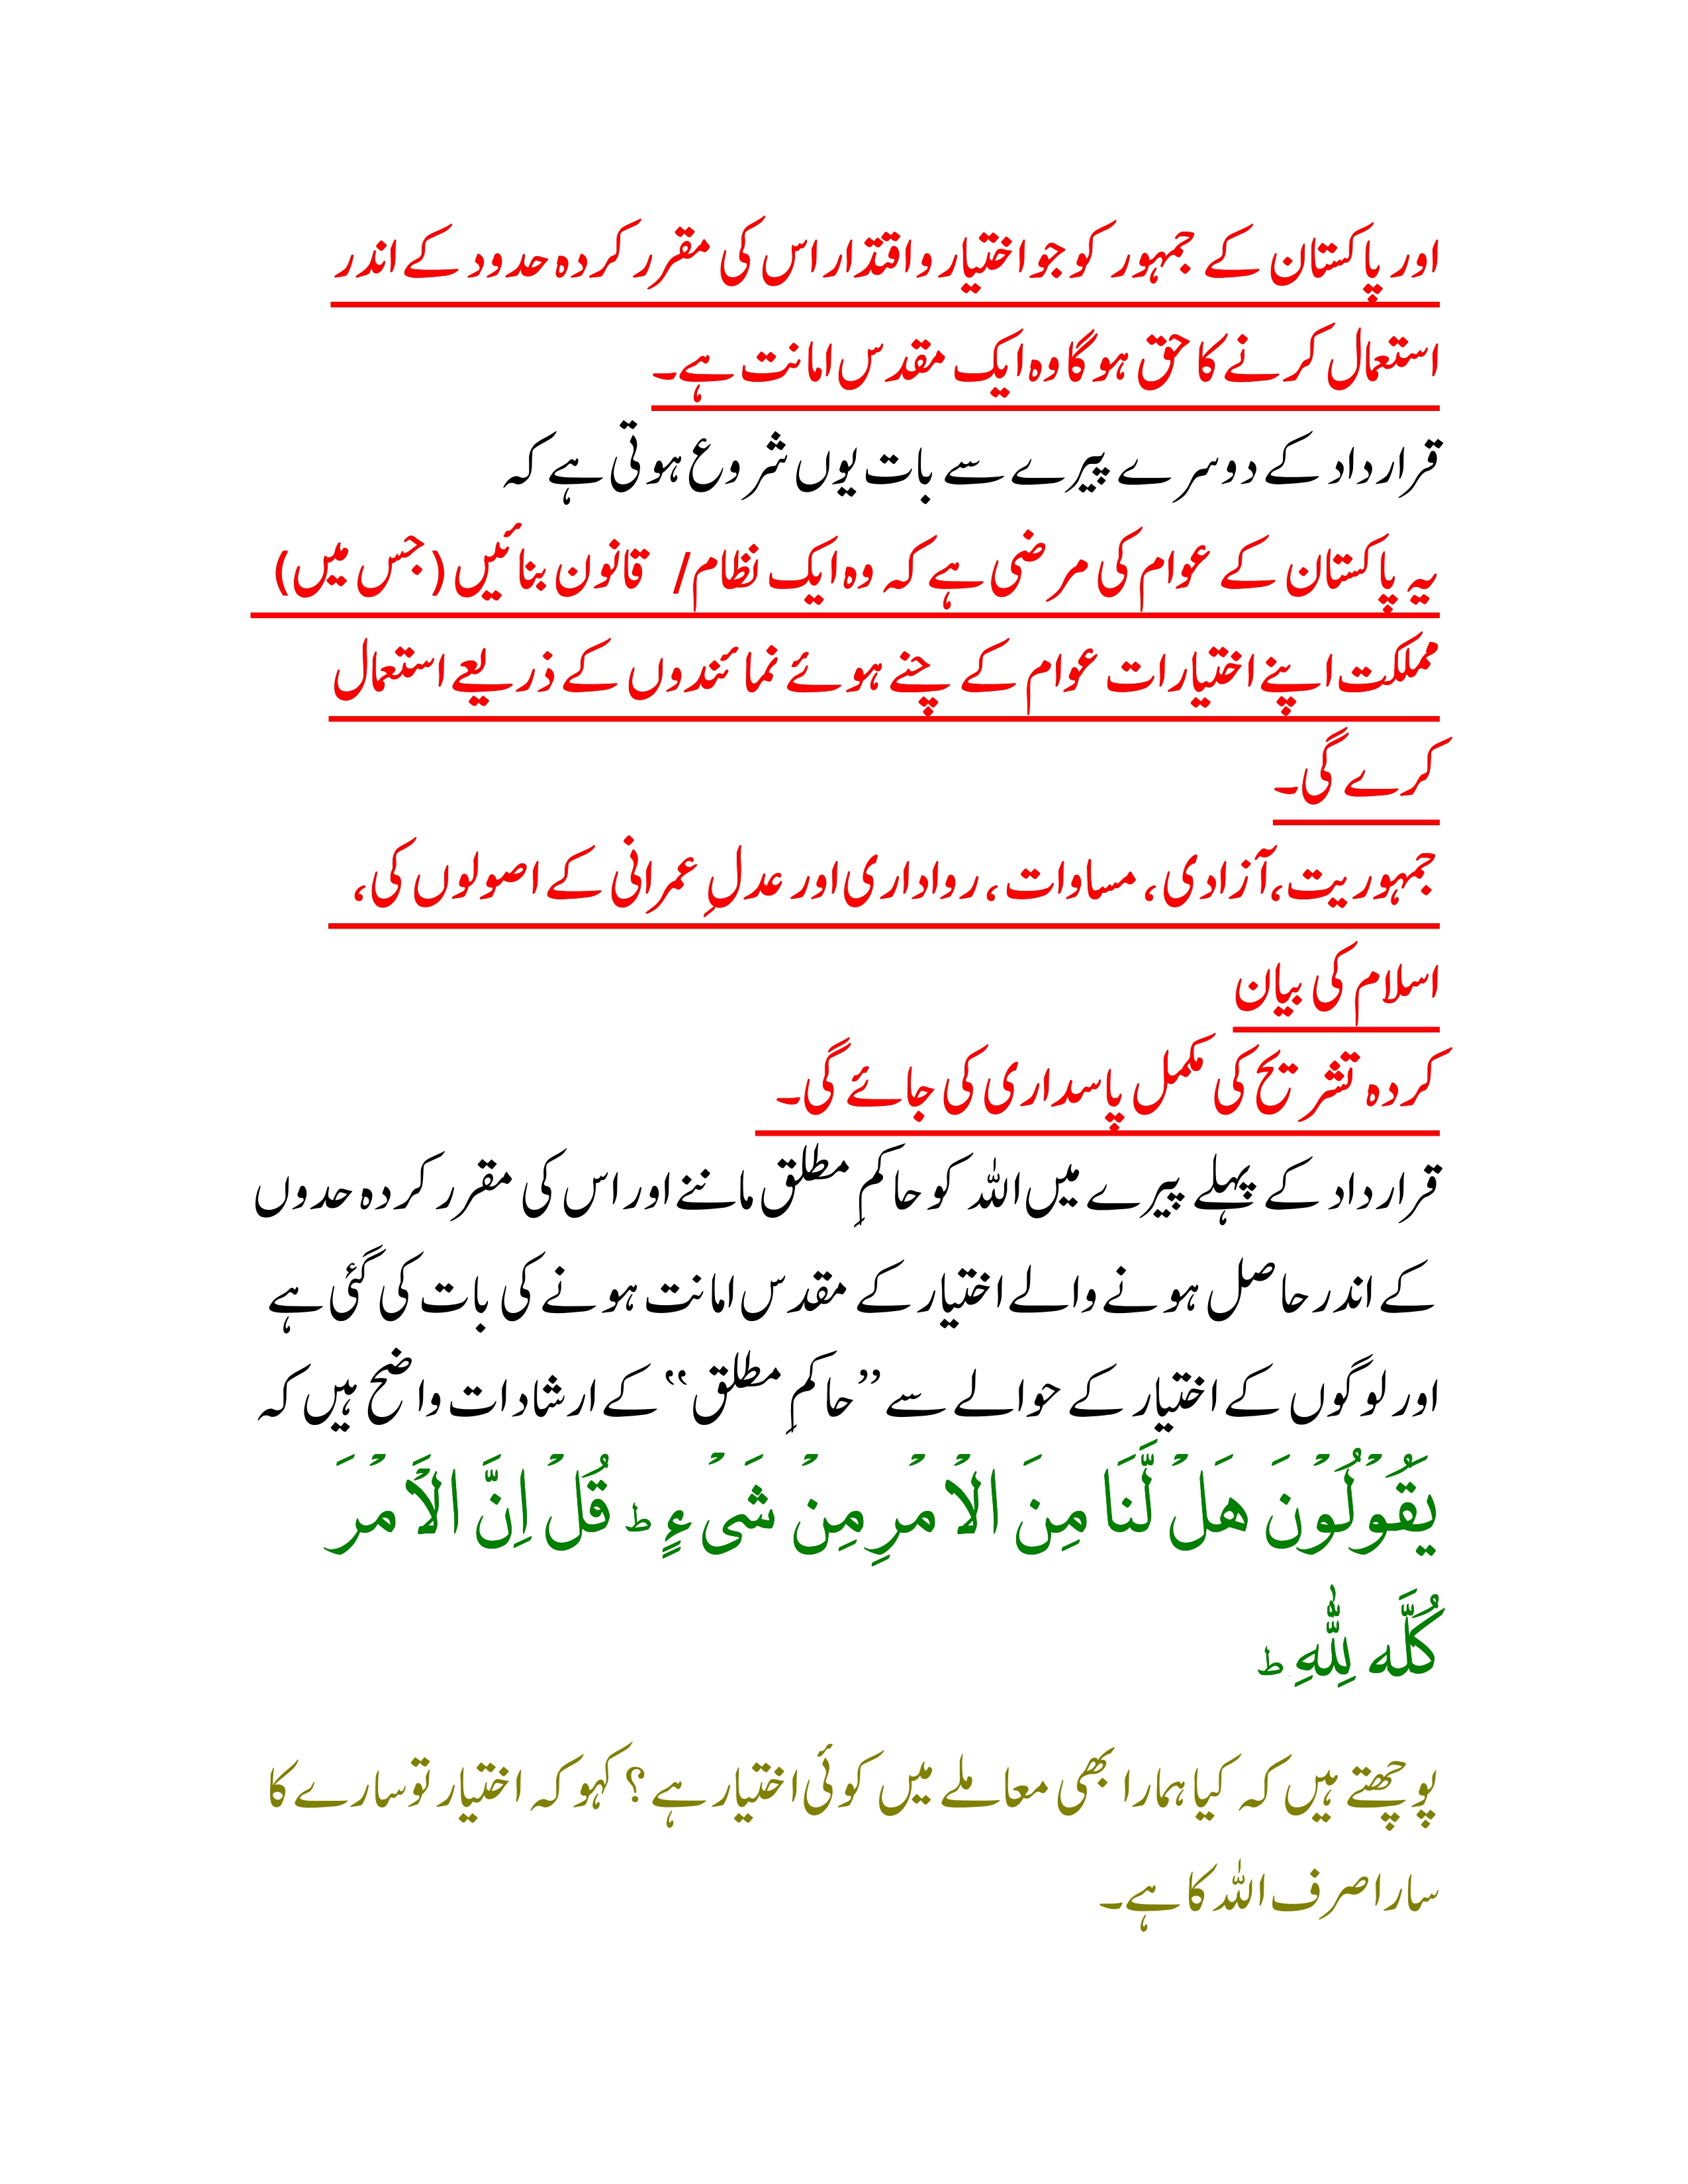 اور پاکستان کے جمہور کو جو اختیار و اقتدار اس کی مقرر کردہ حدود کے اندر
استعمال کرنے کا حق ہو گا وہ ایک مقدس امانت ہے۔
قرارداد کے دوسرے پیرے سے بات یوں شروع ہوتی ہے کہ
یہ پاکستان کے عوام کی مرضی ہے کہ وہ ایک نظام/ قانون بنائیں (جس میں)
مملکت اپنے اختیارات عوام کے چنے ہوئے نمائندوں کے ذریعے استعمال
کرے گی۔
جمہوریت،آزادی، مساوات، رواداری اور عدلِ عمرانی کے اصولوں کی،
اسلام کی بیان
کردہ تشریح کی مکمل پاسداری کی جائے گی۔
قرارداد کے پہلے پیرے میں اللہ کو حاکمِ مطلق ماننے اور اس کی مقرر کردہ حدوں
کے اندر حاصل ہونے والے اختیار کے مقدس امانت ہونے کی بات کی گئی ہے
اور لوگوں کے اختیار کے حوالے سے ”حاکمِ مطلق“ کے ارشادات واضح ہیں کہ
یَقُوْلُوْنَ ھَلْ لَّنَا مِنَ الْاَمْرِ مِنْ شَیْ ءٍ ط قُلْ اِنَّ الْاَمْرَ
کُلَّہ لِلّٰہِ ط
پوچھتے ہیں کہ کیا ہمارا بھی معاملے میں کوئی اختیار ہے؟ کہو کہ اختیار تو سارے کا
سارا صرف اللہ کا ہے۔